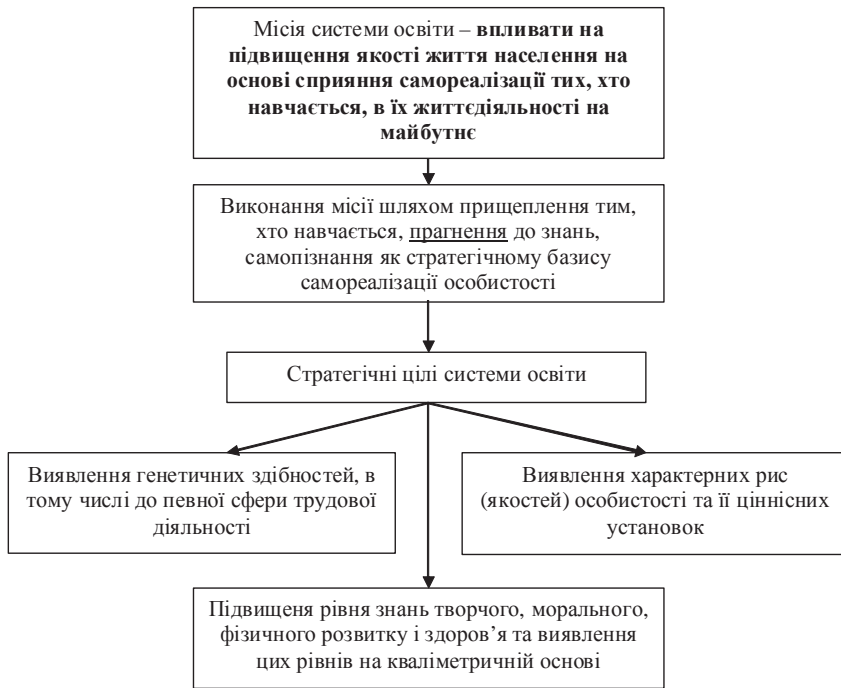 Місія системи освіти – впливати на
підвищення якості життя населення на
основі сприяння самореалізації тих, хто
навчається, в їх життєдіяльності на
майбутнє
Виконання місії шляхом прищеплення тим,
хто навчається, прагнення до знань,
самопізнання як стратегічному базису
самореалізації особистості
Стратегічні цілі системи освіти
Виявлення генетичних здібностей, в
тому числі до певної сфери трудової
діяльності
Виявлення характерних рис
(якостей) особистості та її ціннісних
установок
Підвищеня рівня знань творчого, морального,
фізичного розвитку і здоров’я та виявлення
цих рівнів на кваліметричній основі